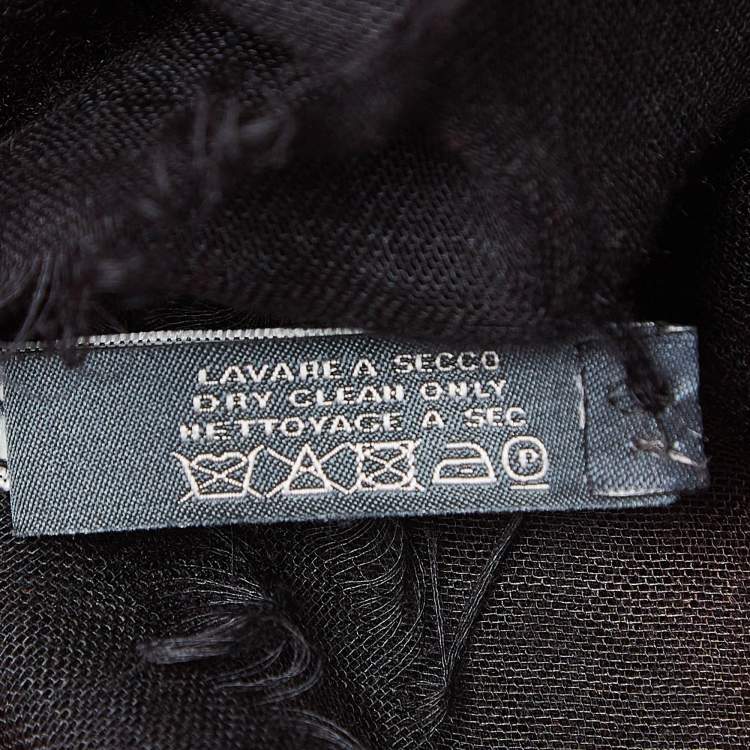 LAVARE A SECCO
DRY CLEAN ONLY
NETTOYAGE A SEC
P